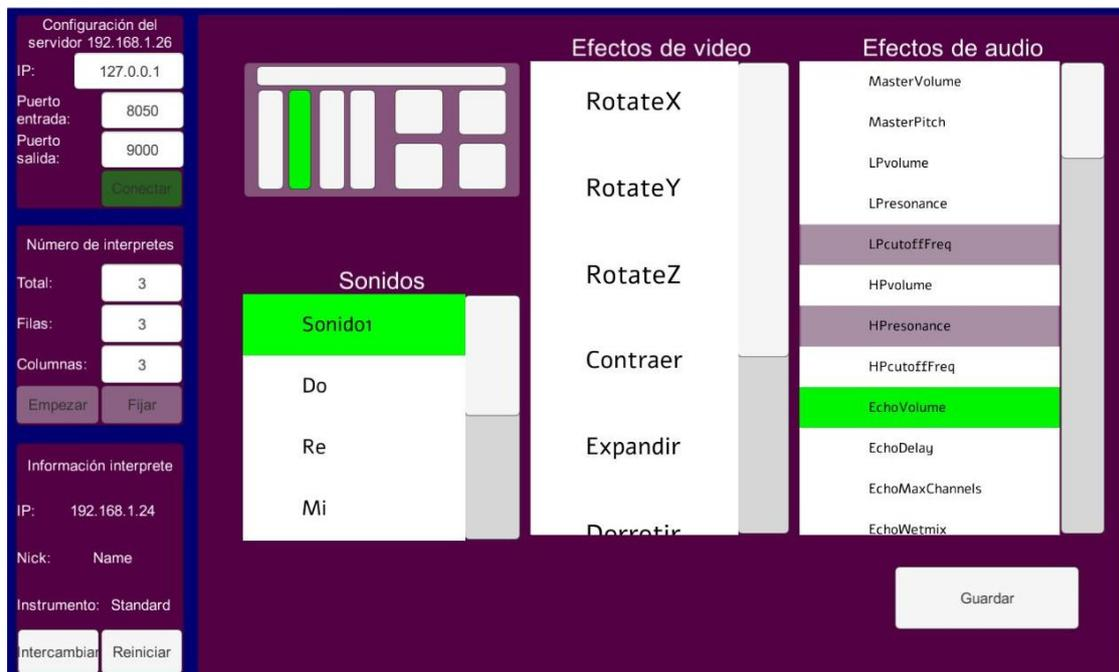 Configuración del
servidor 192.168.1.26
IP: 127.0.0.1
Puerto
entrada: 8050
Puerto
salida: 9000
Conectar
Número de interpretes
Total: 3
Filas: 3
Columnas: 3
Empezar Fijar
Información interprete
IP: 192.168.1.24
Nick: Name
Instrumento: Standard
Intercambiar Reiniciar
Sonidos
Sonido1
Do
Re
Mi
Efectos de video
RotateX
RotateY
RotateZ
Contraer
Expandir
Derretir
Efectos de audio
MasterVolume
MasterPitch
LPvolume
LPresonance
LPcutoffFreq
HPvolume
HPresonance
HPcutoffFreq
EchoVolume
EchoDelay
EchoMaxChannels
EchoWetmix
Guardar